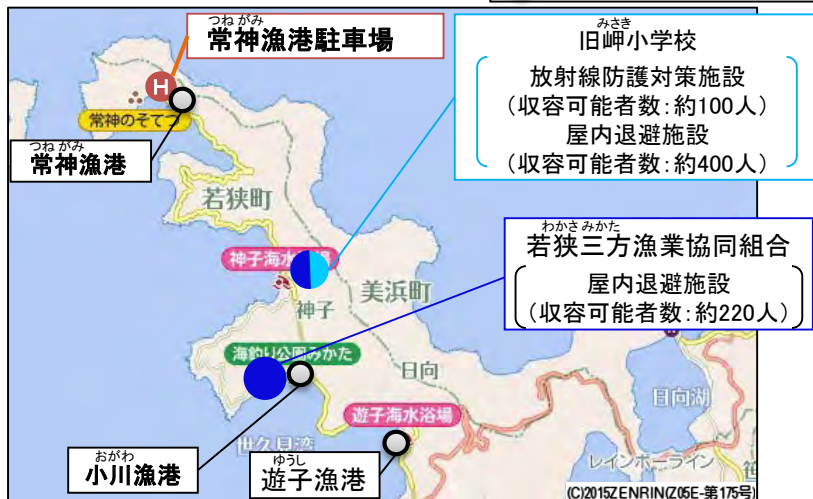 つねがみ
常神漁港駐車場
みさき
旧岬小学校
放射線防護対策施設
（収容可能者数：約100人）
屋内退避施設
（収容可能者数：約400人）
H
常神のそてつ
つねがみ
常神漁港
若狭町
わかさみかた
若狭三方漁業協同組合
屋内退避施設
（収容可能者数：約220人）
神子海水
場
美浜町
神子
海釣り公園みかた
日向
日向湖
遊子海水浴場
おがわ
小川漁港
世久見湾
ゆうし
遊子漁港
レインボーライン
笹
(C)2015ZENRIN(Z05E-第175号)